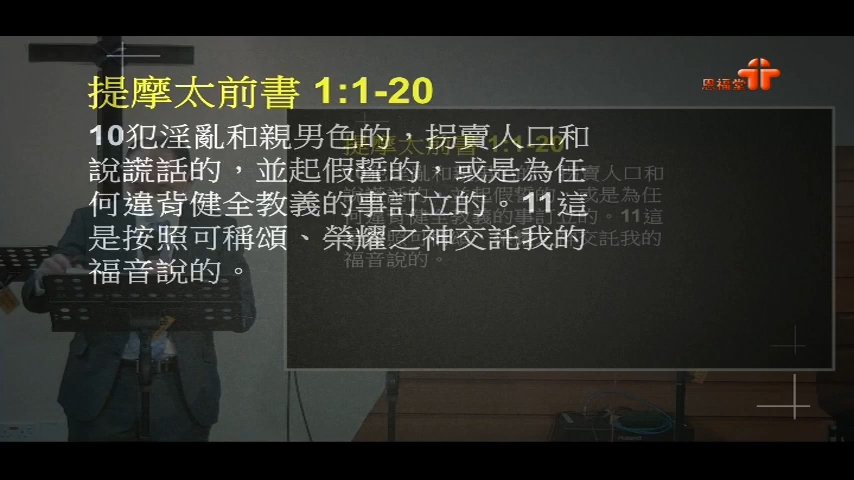 恩福堂
提摩太前書 1:1-20
10犯淫亂和親男色的，拐賣人口和
說謊話的，並起假誓的，或是為任
何違背健全教義的事訂立的。11這
是按照可稱頌、榮耀之神交託我的
福音說的。